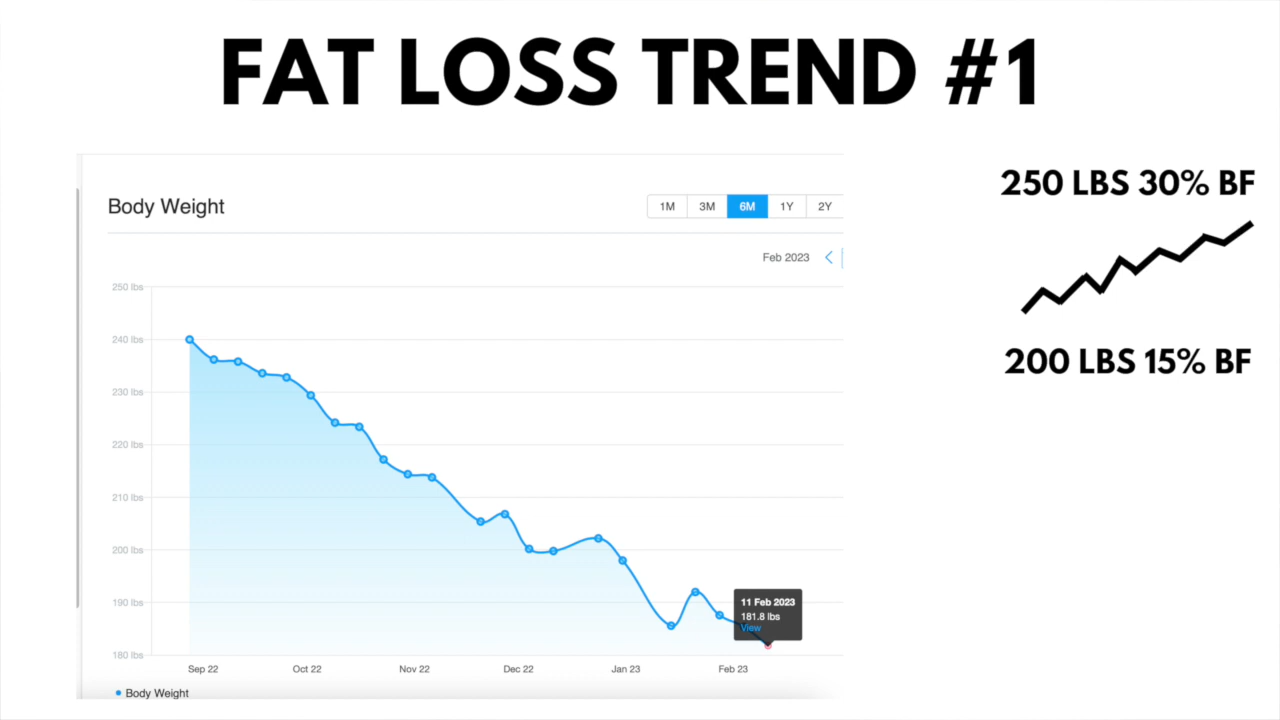 FAT LOSS TREND #1
250 LBS 30% BF
200 LBS 15% BF
Body Weight
1M 3M 6M 1Y 2Y
Feb 2023
250 lbs
240 lbs
230 lbs
220 lbs
210 lbs
200 lbs
190 lbs
180 lbs
11 Feb 2023
181.8 lbs
View
Sep 22 Oct 22 Nov 22 Dec 22 Jan 23 Feb 23
Body Weight